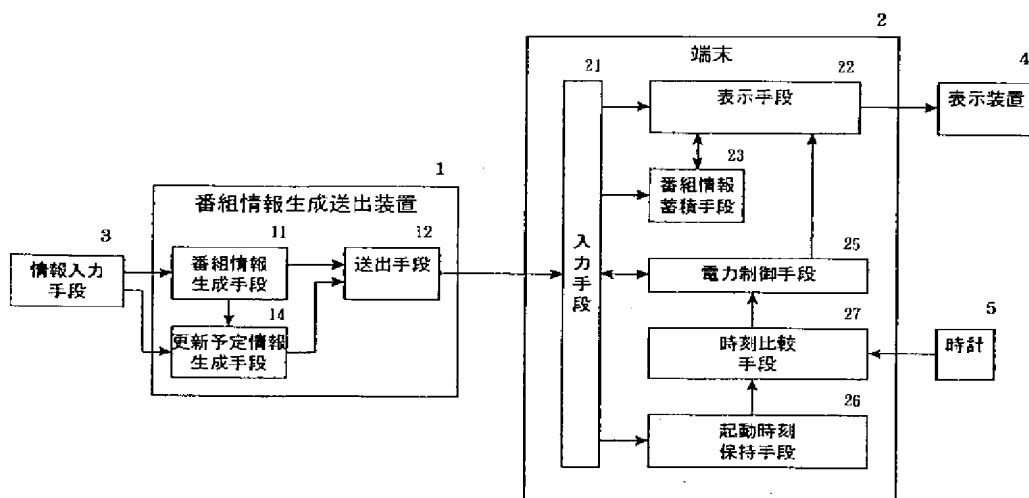 2
端末
21
22
4
表示手段
表示装置
23
番組情報
蓄積手段
1
番組情報生成送出装置
3
11
12
情報入力
手段
番組情報
生成手段
送出手段
入力手段
25
電力制御手段
14
更新予定情報
生成手段
27
5
時刻比較
手段
時計
26
起動時刻
保持手段